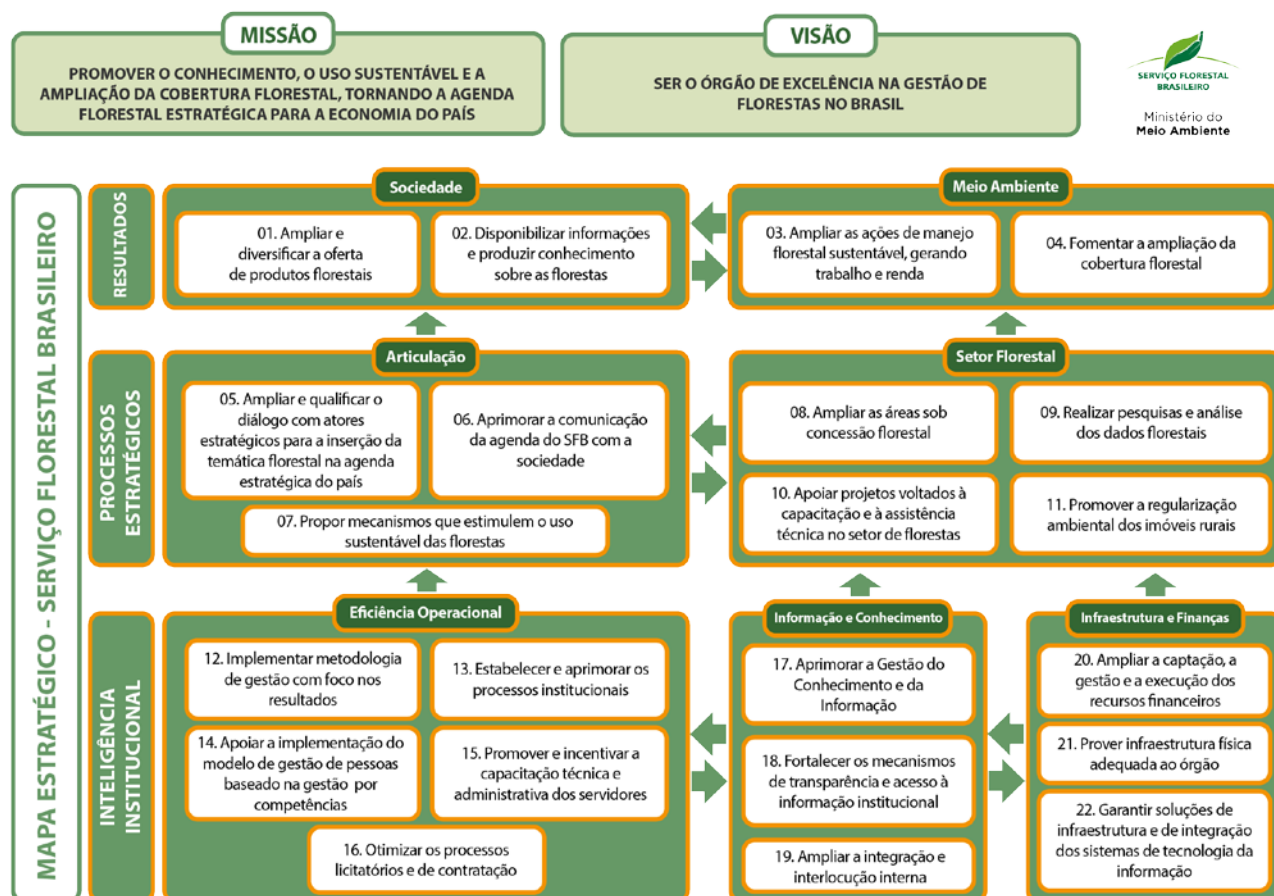 MISSÃO
PROMOVER O CONHECIMENTO, O USO SUSTENTÁVEL E A
AMPLIAÇÃO DA COBERTURA FLORESTAL, TORNANDO A AGENDA
FLORESTAL ESTRATÉGICA PARA A ECONOMIA DO PAÍS
VISÃO
SER O ÓRGÃO DE EXCELÊNCIA NA GESTÃO DE
FLORESTAS NO BRASIL
SERVIÇO FLORESTAL
BRASILEIRO
Ministério do
Meio Ambiente
MAPA ESTRATÉGICO - SERVIÇO FLORESTAL BRASILEIRO
RESULTADOS
Sociedade
01. Ampliar e
diversificar a oferta
de produtos florestais
02. Disponibilizar informações
e produzir conhecimento
sobre as florestas
Meio Ambiente
03. Ampliar as ações de manejo
florestal sustentável, gerando
trabalho e renda
04. Fomentar a ampliação da
cobertura florestal
PROCESSOS
ESTRATÉGICOS
Articulação
05. Ampliar e qualificar o
diálogo com atores
estratégicos para a inserção da
temática florestal na agenda
estratégica do país
06. Aprimorar a comunicação
da agenda do SFB com a
sociedade
07. Propor mecanismos que estimulem o uso
sustentável das florestas
Setor Florestal
08. Ampliar as áreas sob
concessão florestal
09. Realizar pesquisas e análise
dos dados florestais
10. Apoiar projetos voltados à
capacitação e à assistência
técnica no setor de florestas
11. Promover a regularização
ambiental dos imóveis rurais
INTELIGÊNCIA
INSTITUCIONAL
Eficiência Operacional
12. Implementar metodologia
de gestão com foco nos
resultados
13. Estabelecer e aprimorar os
processos institucionais
14. Apoiar a implementação do
modelo de gestão de pessoas
baseado na gestão por
competências
15. Promover e incentivar a
capacitação técnica e
administrativa dos servidores
16. Otimizar os processos
licitatórios e de contratação
Informação e Conhecimento
17. Aprimorar a Gestão do
Conhecimento e da
Informação
18. Fortalecer os mecanismos
de transparência e acesso à
informação institucional
19. Ampliar a integração e
interlocução interna
Infraestrutura e Finanças
20. Ampliar a captação, a
gestão e a execução dos
recursos financeiros
21. Prover infraestrutura física
adequada ao órgão
22. Garantir soluções de
infraestrutura e de integração
dos sistemas de tecnologia da
informação